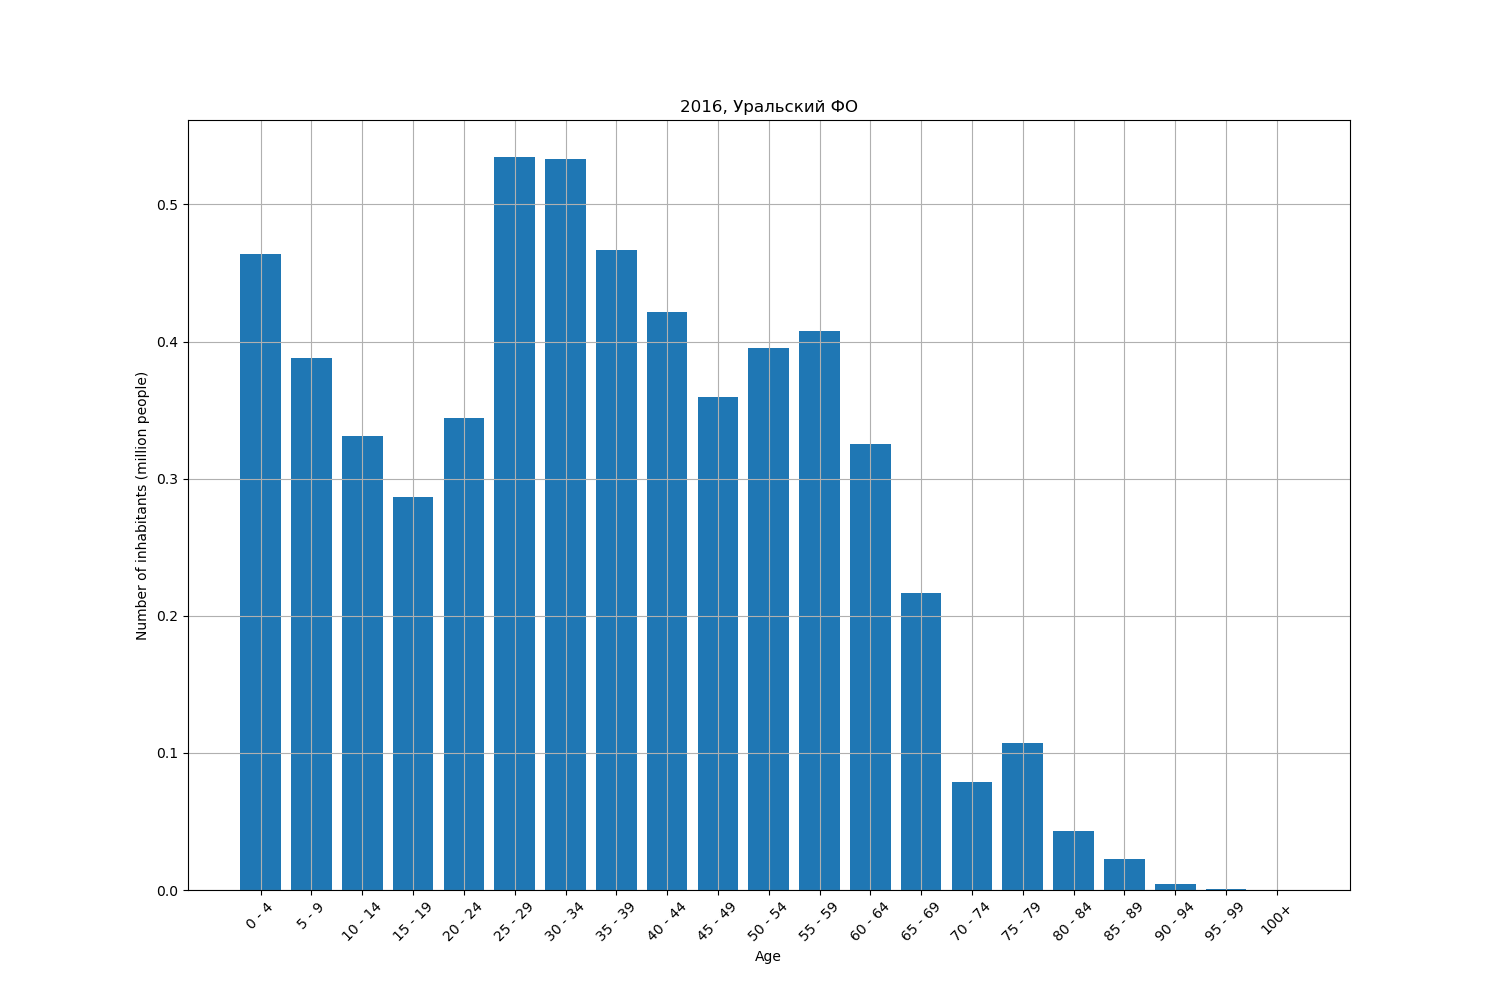 2016, Уральский ФО
Number of inhabitants (million people)
0.5
0.4
0.3
0.2
0.1
0.0
0 - 4
5 - 9
10 - 14
15 - 19
20 - 24
25 - 29
30 - 34
35 - 39
40 - 44
45 - 49
50 - 54
55 - 59
60 - 64
65 - 69
70 - 74
75 - 79
80 - 84
85 - 89
90 - 94
95 - 99
100+
Age